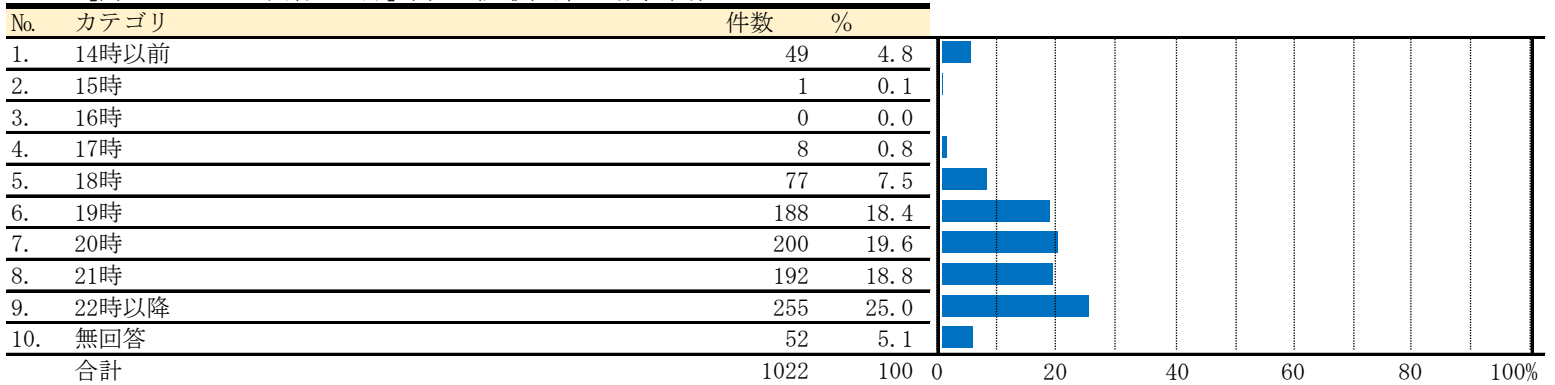 No. カテゴリ 件数 %
1. 14時以前 49 4.8
2. 15時 1 0.1
3. 16時 0 0.0
4. 17時 8 0.8
5. 18時 77 7.5
6. 19時 188 18.4
7. 20時 200 19.6
8. 21時 192 18.8
9. 22時以降 255 25.0
10. 無回答 52 5.1
合計 1022 100 0 20 40 60 80 100%